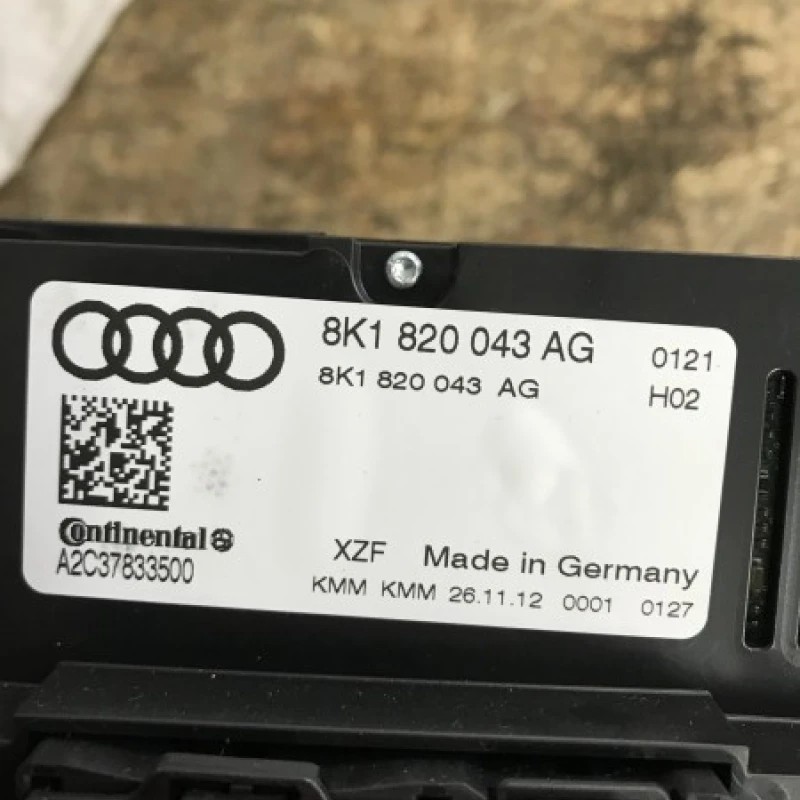 8K1 820 043 AG 0121
8K1 820 043 AG H02
Continental
A2C37833500
XZF Made in Germany
KMM KMM 26.11.12 0001 0127